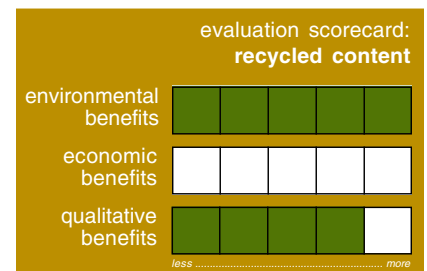 evaluation scorecard:
recycled content
environmental
benefits
economic
benefits
qualitative
benefits
less ................................................................ more